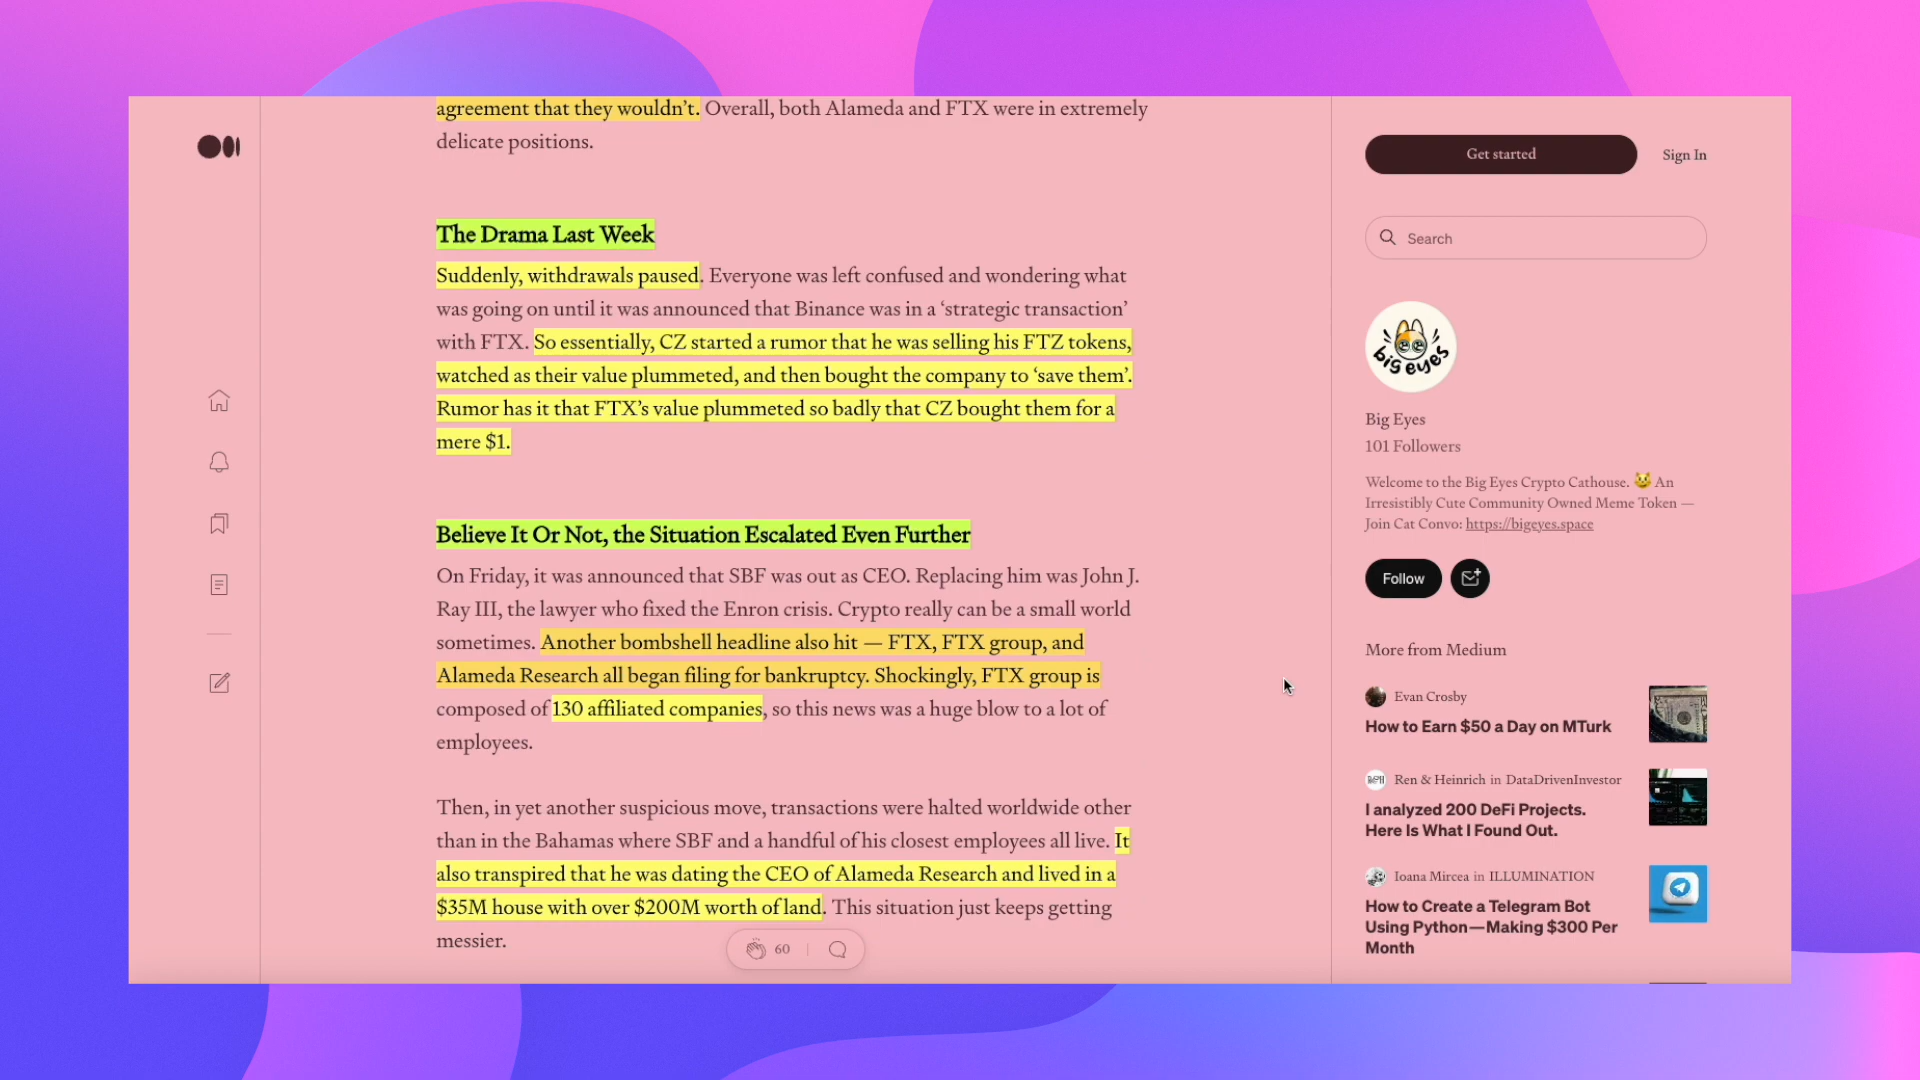 agreement that they wouldn’t. Overall, both Alameda and FTX were in extremely
delicate positions.
The Drama Last Week
Suddenly, withdrawals paused. Everyone was left confused and wondering what
was going on until it was announced that Binance was in a ‘strategic transaction’
with FTX. So essentially, CZ started a rumor that he was selling his FTZ tokens,
watched as their value plummeted, and then bought the company to ‘save them’.
Rumor has it that FTX’s value plummeted so badly that CZ bought them for a
mere $1.
Believe It Or Not, the Situation Escalated Even Further
On Friday, it was announced that SBF was out as CEO. Replacing him was John J.
Ray III, the lawyer who fixed the Enron crisis. Crypto really can be a small world
sometimes. Another bombshell headline also hit — FTX, FTX group, and
Alameda Research all began filing for bankruptcy. Shockingly, FTX group is
composed of 130 affiliated companies, so this news was a huge blow to a lot of
employees.
Then, in yet another suspicious move, transactions were halted worldwide other
than in the Bahamas where SBF and a handful of his closest employees all live. It
also transpired that he was dating the CEO of Alameda Research and lived in a
$35M house with over $200M worth of land. This situation just keeps getting
messier.
60
Get started
Sign In
Search
big eyes
Big Eyes
101 Followers
Welcome to the Big Eyes Crypto Cathouse. 😼 An
Irresistibly Cute Community Owned Meme Token —
Join Cat Convo: https://bigeyes.space
Follow
More from Medium
Evan Crosby
How to Earn $50 a Day on MTurk
Ren & Heinrich in DataDrivenInvestor
I analyzed 200 DeFi Projects.
Here Is What I Found Out.
Ioana Mircea in ILLUMINATION
How to Create a Telegram Bot
Using Python — Making $300 Per
Month